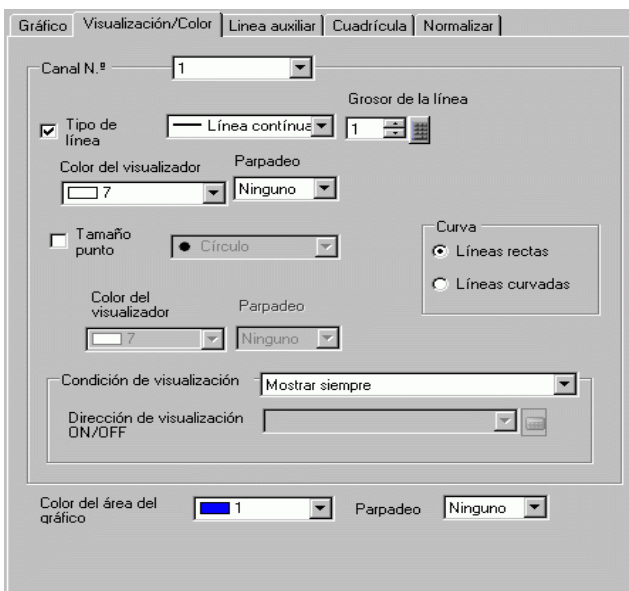 Gráfico Visualización/Color Linea auxiliar Cuadrícula Normalizar
Canal N.º 1
Grosor de la línea
Tipo de línea Línea contínua 1
Color del visualizador Parpadeo
7 Ninguno
Tamaño punto Círculo
Curva
Líneas rectas
Líneas curvadas
Color del visualizador Parpadeo
7 Ninguno
Condición de visualización Mostrar siempre
Dirección de visualización ON/OFF
Color del área del gráfico 1 Parpadeo Ninguno